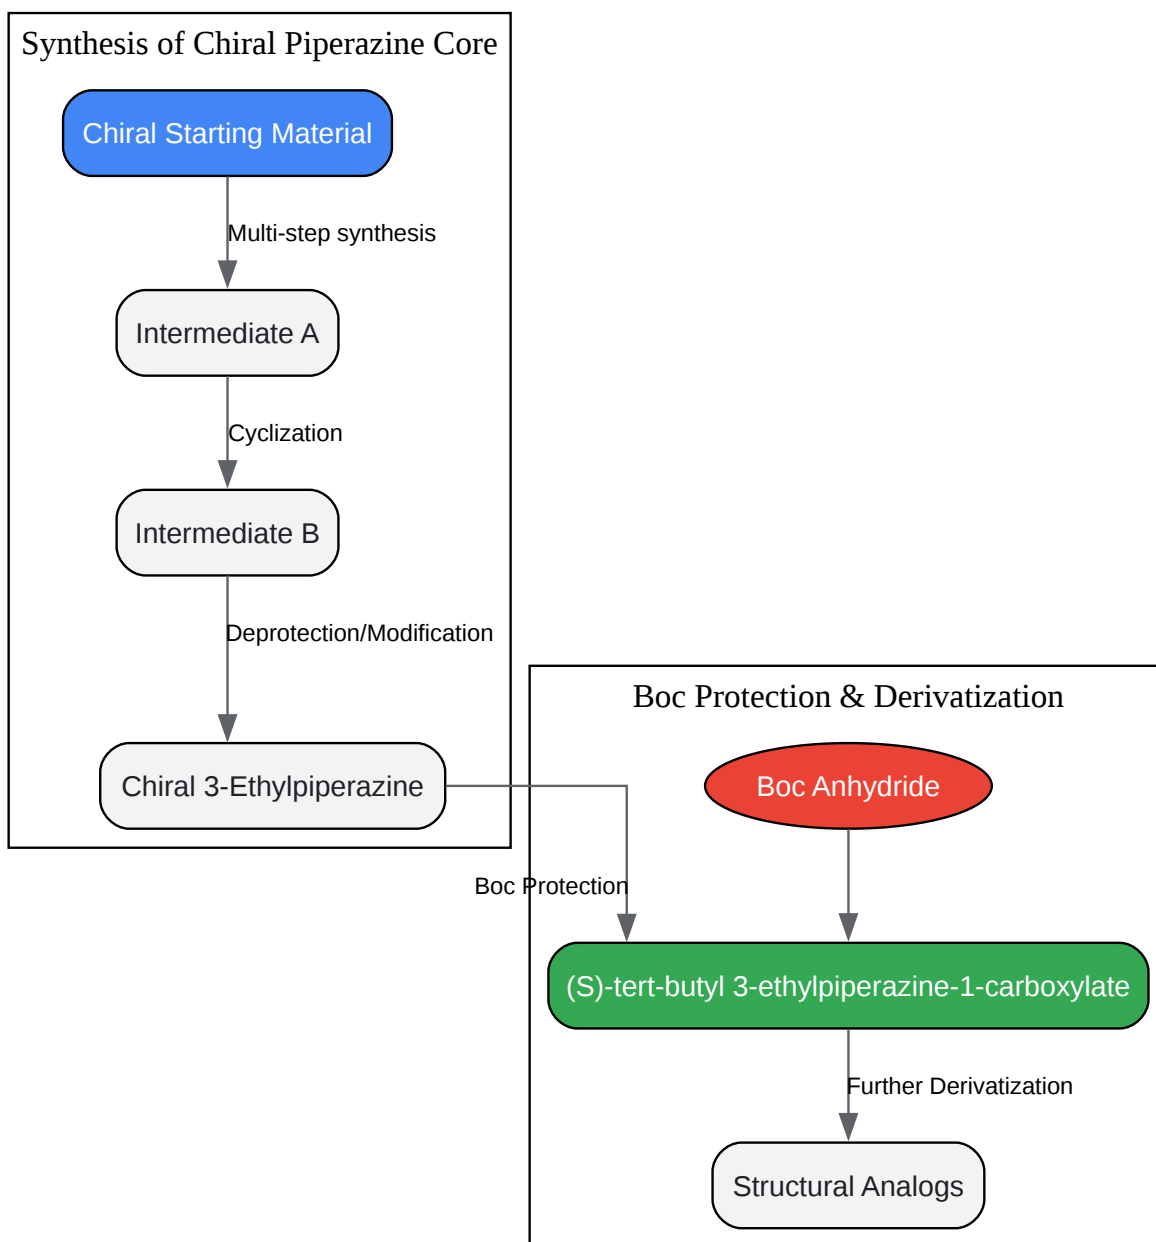 Synthesis of Chiral Piperazine Core
Chiral Starting Material
Multi-step synthesis
Intermediate A
Cyclization
Intermediate B
Deprotection/Modification
Chiral 3-Ethylpiperazine
Boc Protection & Derivatization
Boc Anhydride
Boc Protection
(S)-tert-butyl 3-ethylpiperazine-1-carboxylate
Further Derivatization
Structural Analogs